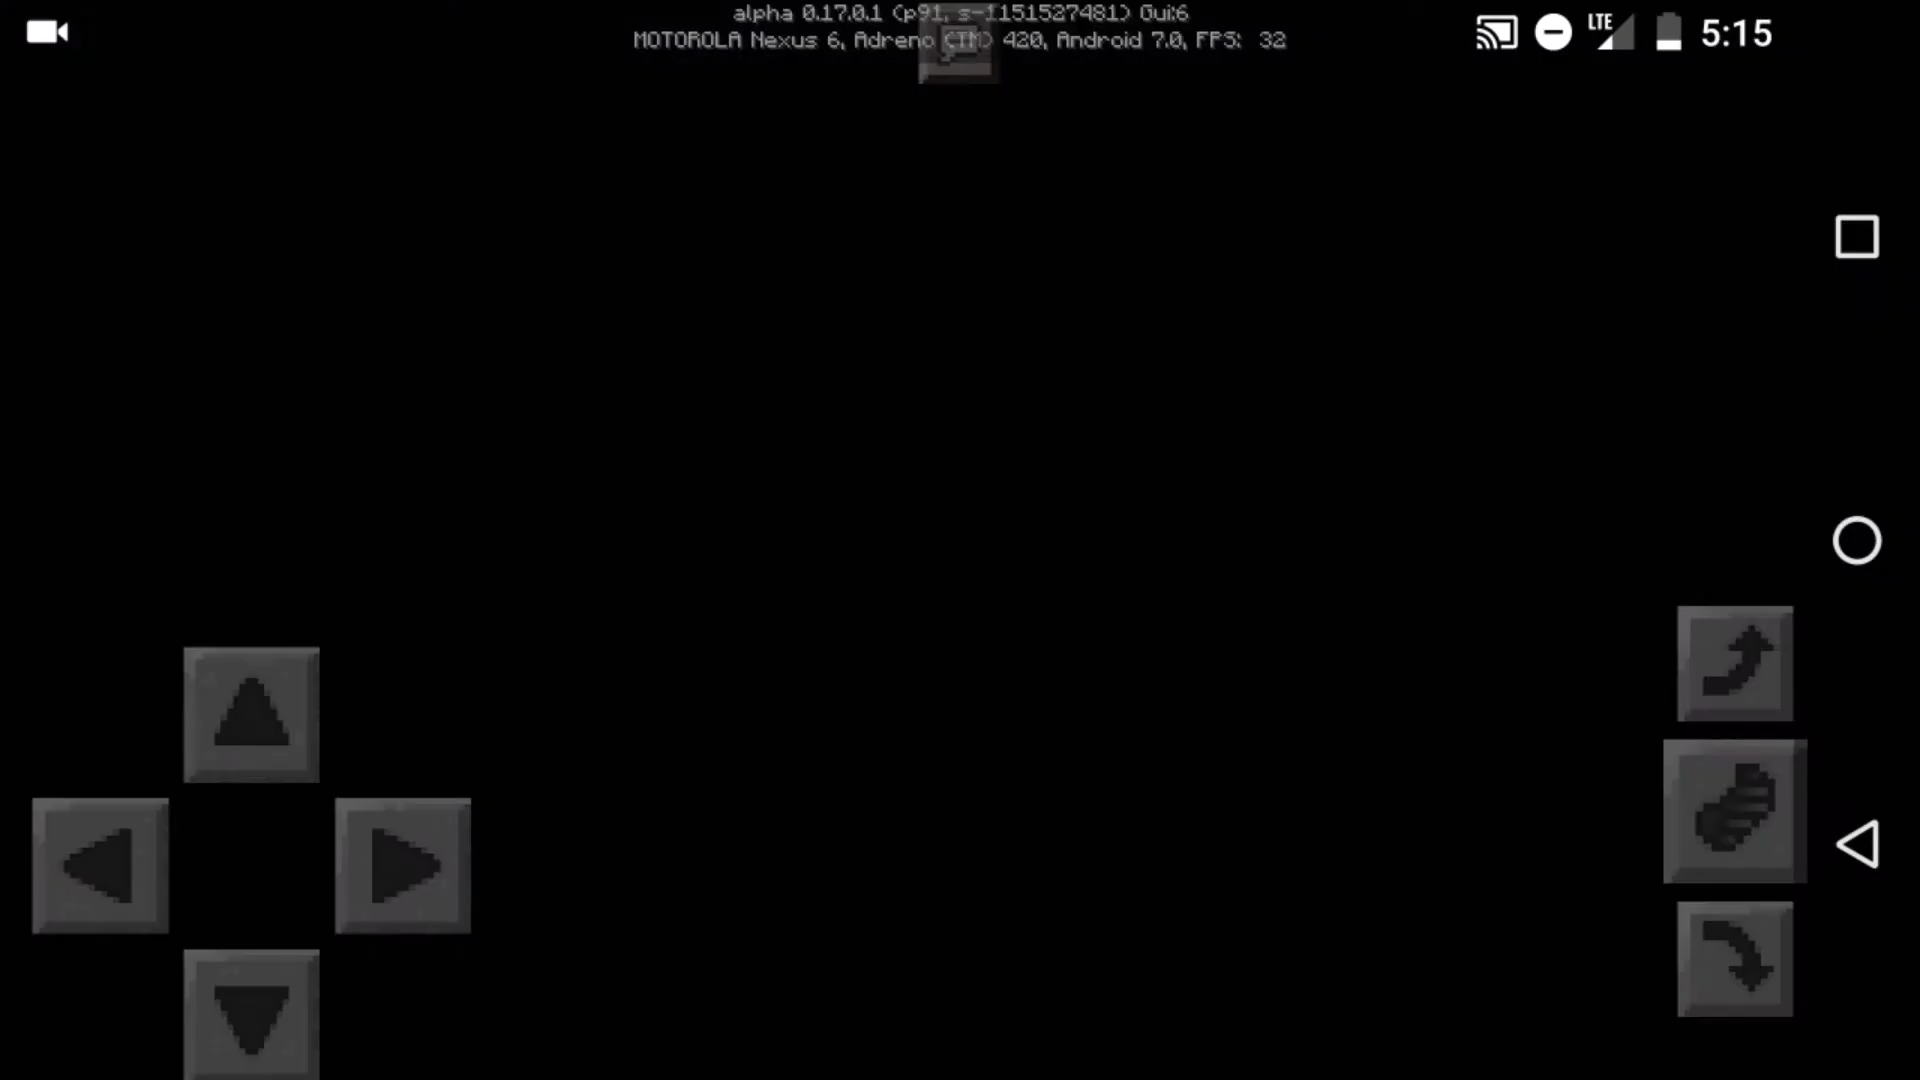 alpha 0.17.0.1 (p91, s-1151527481) Gui:6
MOTOROLA Nexus 6, Adreno (TM) 420, Android 7.0, FPS: 32
LTE
5:15